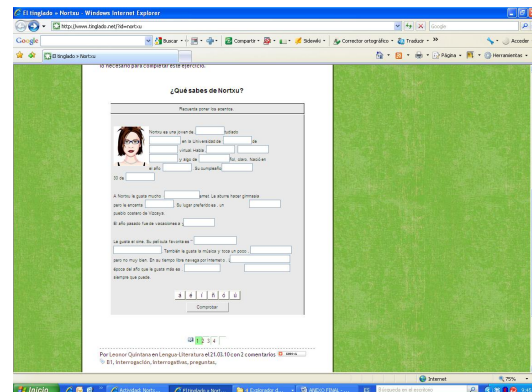 El tinglado » Nortxu - Windows Internet Explorer
http://www.tinglado.net/?id=nortxu
Google
Google
Buscar
Compartir
Sidewiki
Corrector ortográfico
Traducir
Acceder
El tinglado » Nortxu
Página
Herramientas
lo necesario para completar este ejercicio.
¿Qué sabes de Nortxu?
Recuerda poner los acentos.
Nortxu es una joven de
en la Universidad de
de
virtual. Habla
y algo de
. Nació en
el año
. Su cumpleaños
03 de
A Nortxu le gusta mucho
. Le aburre hacer gimnasia
pero le encanta
. Su lugar preferido es , un
pueblo costero de Vizcaya.
El año pasado fue de vacaciones a
Le gusta el cine. Su película favorita es "
. También le gusta la música y toca un poco
pero no muy bien. En su tiempo libre navega por Internet o
época del año que le gusta más es
siempre que puede.
á é í ñ ó ú
Comprobar
1 2 3 4
Por Leonor Quintana en Lengua-Literatura el 21.03.10 con 2 comentarios
E1, interrogación, interrogativas, preguntas,
Internet
75%
Inicio
Actividad: Nortx...
El tinglado » Nort...
4 Explorador d...
ANEXO FINAL - ...
ES
Búsqueda en el escritorio